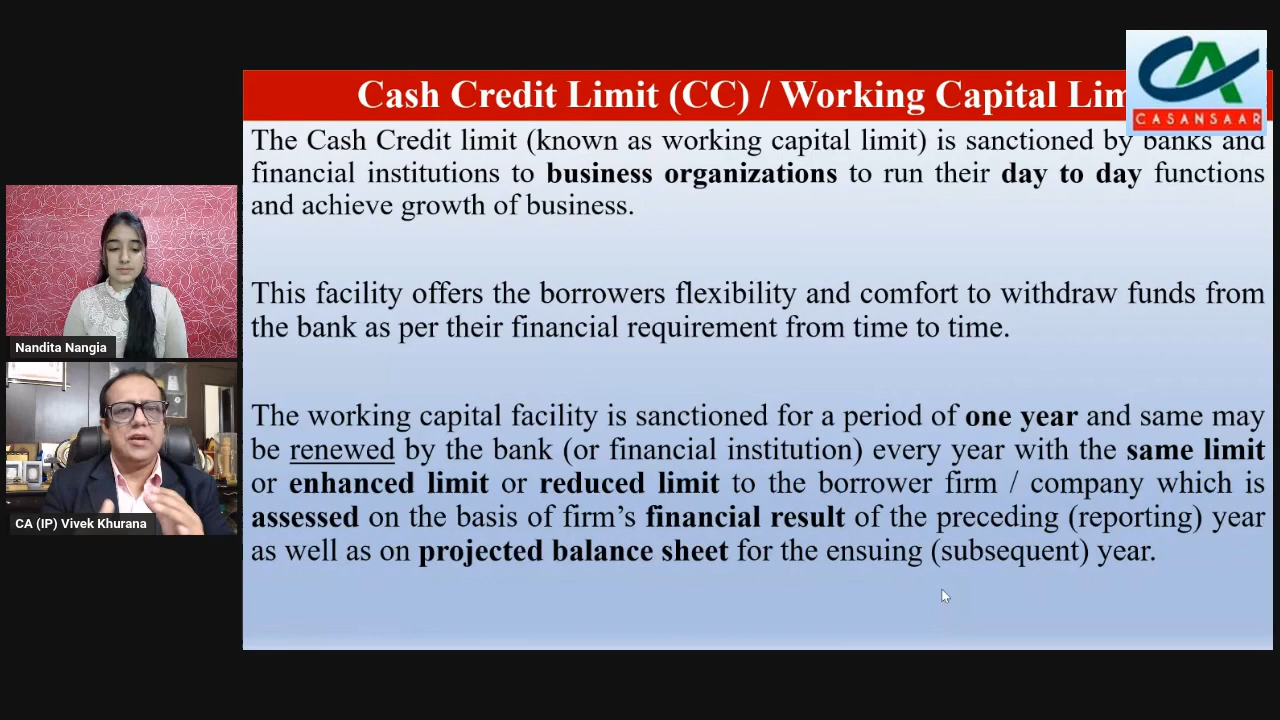 Cash Credit Limit (CC) / Working Capital
CASANSAAR
The Cash Credit limit (known as working capital limit) is sanctioned by banks and
financial institutions to business organizations to run their day to day functions
and achieve growth of business.
This facility offers the borrowers flexibility and comfort to withdraw funds from
the bank as per their financial requirement from time to time.
The working capital facility is sanctioned for a period of one year and same may
be renewed by the bank (or financial institution) every year with the same limit
or enhanced limit or reduced limit to the borrower firm / company which is
assessed on the basis of firm's financial result of the preceding (reporting) year
as well as on projected balance sheet for the ensuing (subsequent) year.
Nandita Nangia
CA (IP) Vivek Khurana